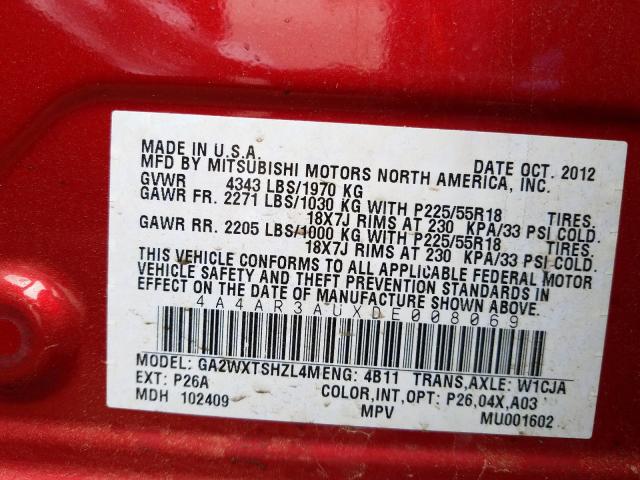 MADE IN U.S.A. DATE OCT. 2012
MFD BY MITSUBISHI MOTORS NORTH AMERICA, INC.
GVWR 4343 LBS/1970 KG
GAWR FR. 2271 LBS/1030 KG WITH P225/55R18 TIRES.
18X7J RIMS AT 230 KPA/33 PSI COLD.
GAWR RR. 2205 LBS/1000 KG WITH P225/55R18 TIRES.
18X7J RIMS AT 230 KPA/33 PSI COLD.
THIS VEHICLE CONFORMS TO ALL APPLICABLE FEDERAL MOTOR
VEHICLE SAFETY AND THEFT PREVENTION STANDARDS IN
EFFECT ON THE DATE OF MANUFACTURE SHOWN ABOVE.
4A4AR3AUXDE008069
MODEL: GA2WXTSHZL4M ENG: 4B11 TRANS,AXLE: W1CJA
EXT: P26A COLOR,INT,OPT: P26,04X,A03
MDH 102409 MPV MU001602